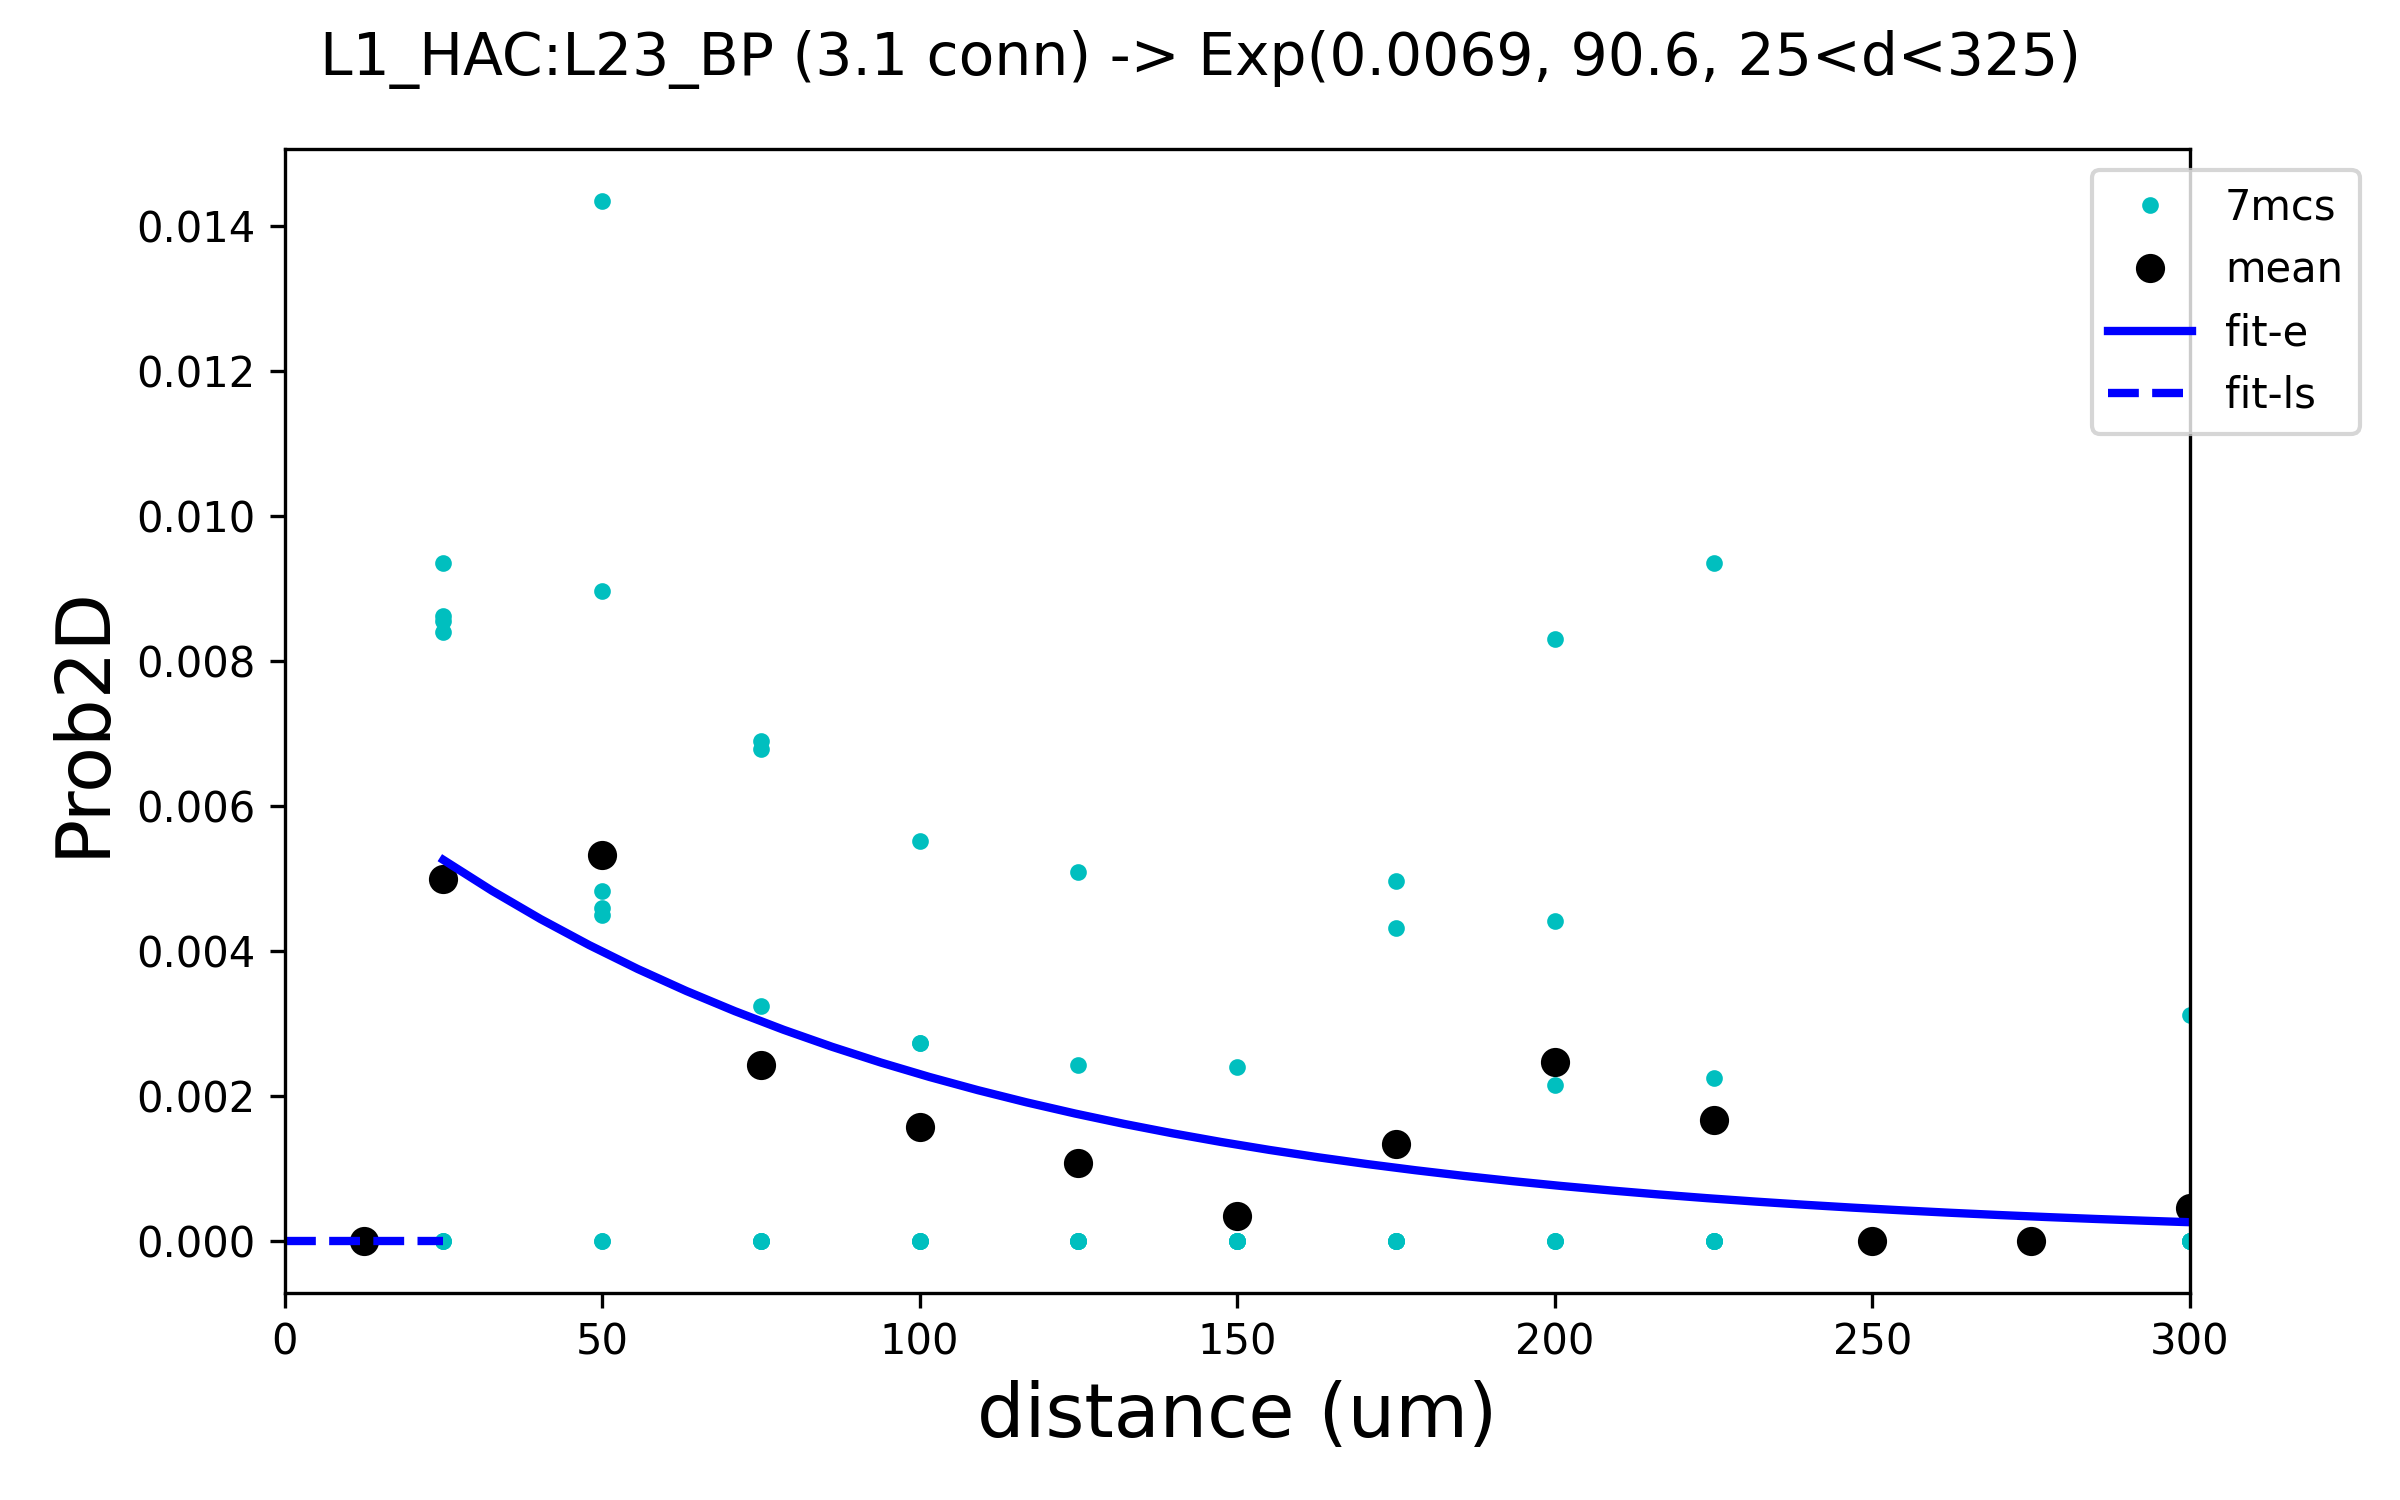 L1_HAC:L23_BP (3.1 conn) -> Exp(0.0069, 90.6, 25<d<325)
7mcs
mean
fit-e
fit-ls
Prob2D
0.014
0.012
0.010
0.008
0.006
0.004
0.002
0.000
0 50 100 150 200 250 300
distance (um)